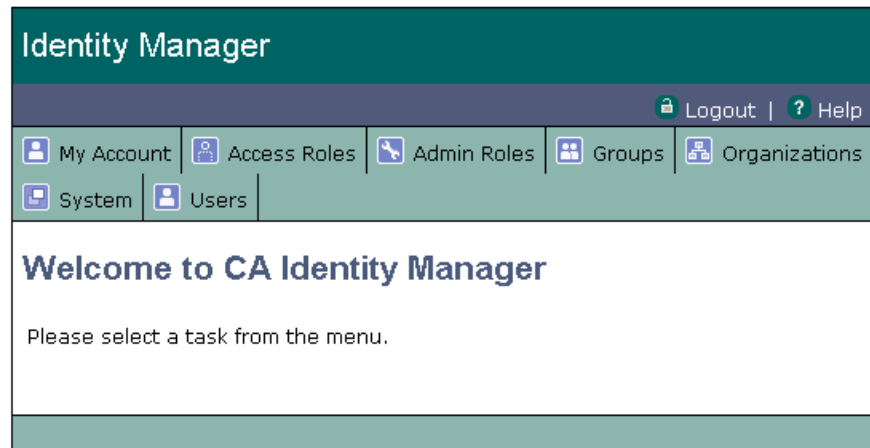 Identity Manager
Logout | ? Help
My Account Access Roles Admin Roles Groups Organizations
System Users
Welcome to CA Identity Manager
Please select a task from the menu.